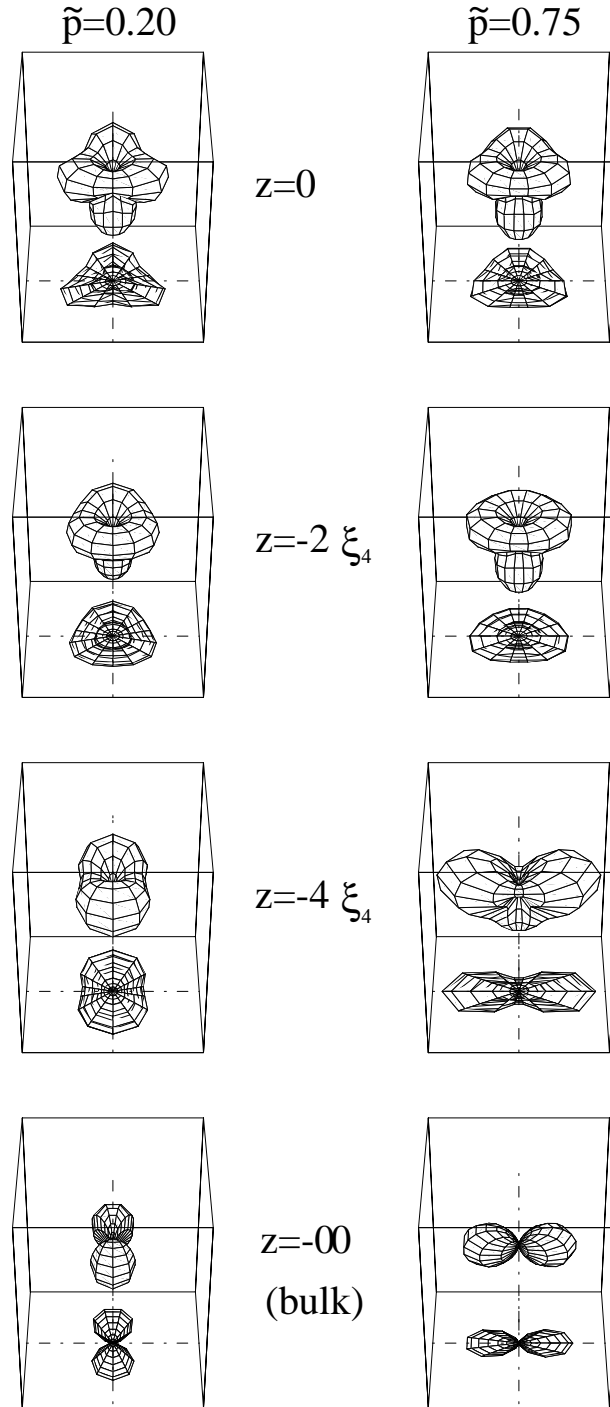 p̃=0.20 p̃=0.75
z=0
z=-2 ξ₄
z=-4 ξ₄
z=-00
(bulk)